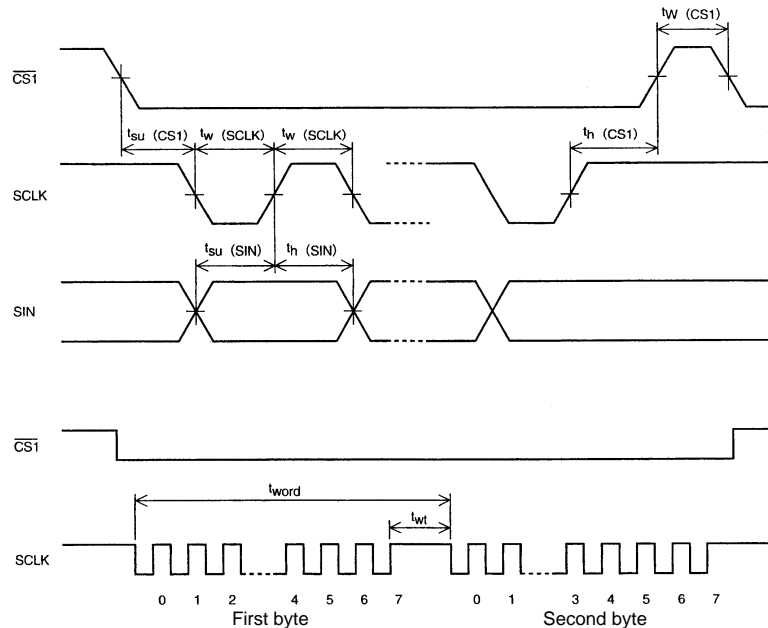 tW (CS1)
CS1
tsu (CS1) tw (SCLK) tw (SCLK) th (CS1)
SCLK
tsu (SIN) th (SIN)
SIN
CS1
tword
twt
SCLK
0 1 2 4 5 6 7 0 1 3 4 5 6 7
First byte Second byte